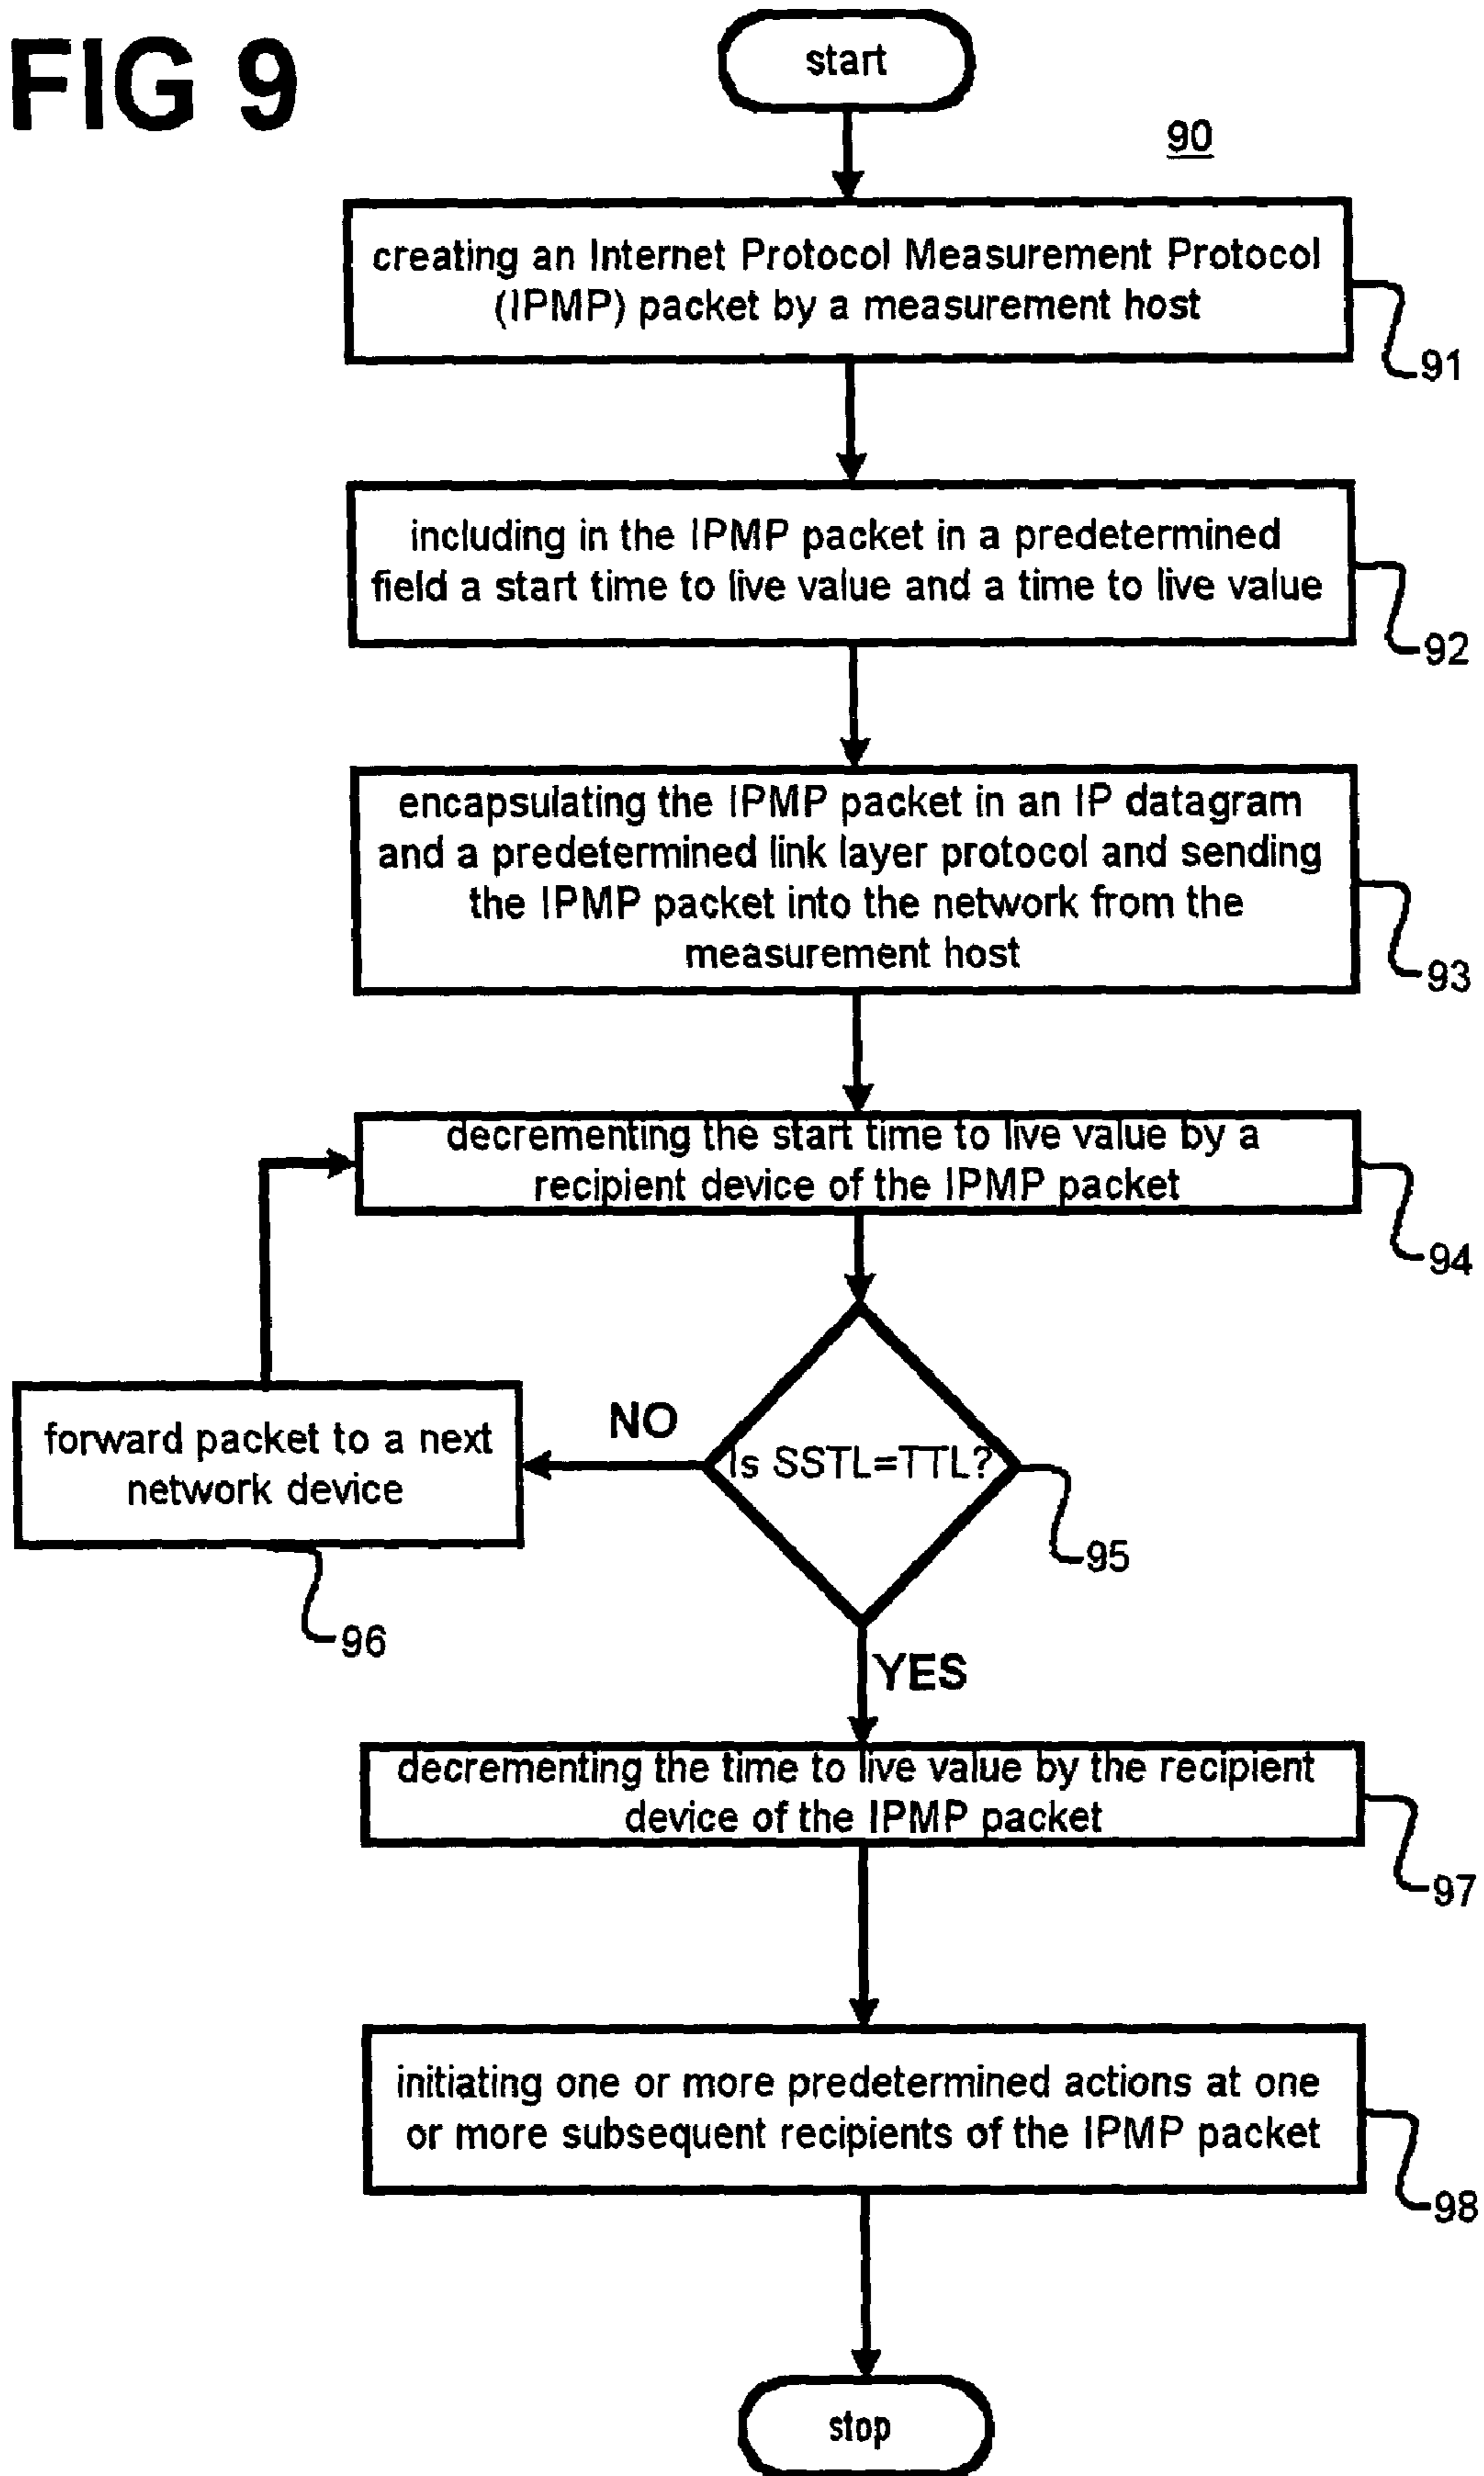 FIG 9
start
90
creating an Internet Protocol Measurement Protocol
(IPMP) packet by a measurement host
91
including in the IPMP packet in a predetermined
field a start time to live value and a time to live value
92
encapsulating the IPMP packet in an IP datagram
and a predetermined link layer protocol and sending
the IPMP packet into the network from the
measurement host
93
decrementing the start time to live value by a
recipient device of the IPMP packet
94
Is SSTL=TTL?
95
NO
forward packet to a next
network device
96
YES
decrementing the time to live value by the recipient
device of the IPMP packet
97
initiating one or more predetermined actions at one
or more subsequent recipients of the IPMP packet
98
stop